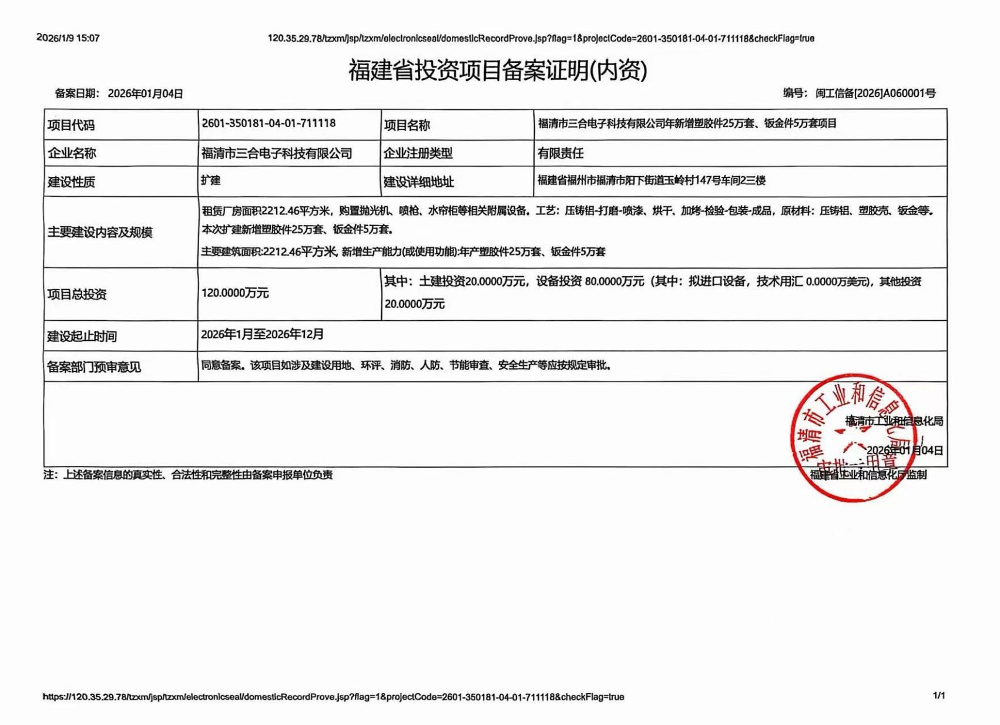 2026/1/9 15:07
120.35.29.78/tzxm/jsp/tzxm/electronicseal/domesticRecordProve.jsp?flag=1&projectCode=2601-350181-04-01-711118&checkFlag=true
福建省投资项目备案证明(内资)
备案日期： 2026年01月04日
编号： 闽工信备[2026]A060001号
项目代码
2601-350181-04-01-711118
项目名称
福清市三合电子科技有限公司年新增塑胶件25万套、钣金件5万套项目
企业名称
福清市三合电子科技有限公司
企业注册类型
有限责任
建设性质
扩建
建设详细地址
福建省福州市福清市阳下街道玉岭村147号车间2三楼
主要建设内容及规模
租赁厂房面积2212.46平方米，购置抛光机、喷枪、水帘柜等相关附属设备。工艺：压铸铝-打磨-喷漆、烘干、加烤-检验-包装-成品，原材料：压铸铝、塑胶壳、钣金等。
本次扩建新增塑胶件25万套、钣金件5万套。
主要建筑面积:2212.46平方米, 新增生产能力(或使用功能):年产塑胶件25万套、钣金件5万套
项目总投资
120.0000万元
其中：土建投资20.0000万元，设备投资 80.0000万元（其中：拟进口设备，技术用汇 0.0000万美元)，其他投资
20.0000万元
建设起止时间
2026年1月至2026年12月
备案部门预审意见
同意备案。该项目如涉及建设用地、环评、消防、人防、节能审查、安全生产等应按规定审批。
福清市工业和信息化局
福清市工业和信息化局
2026年01月04日
注：上述备案信息的真实性、合法性和完整性由备案申报单位负责
福建省工业和信息化厅监制
https://120.35.29.78/tzxm/jsp/tzxm/electronicseal/domesticRecordProve.jsp?flag=1&projectCode=2601-350181-04-01-711118&checkFlag=true
1/1